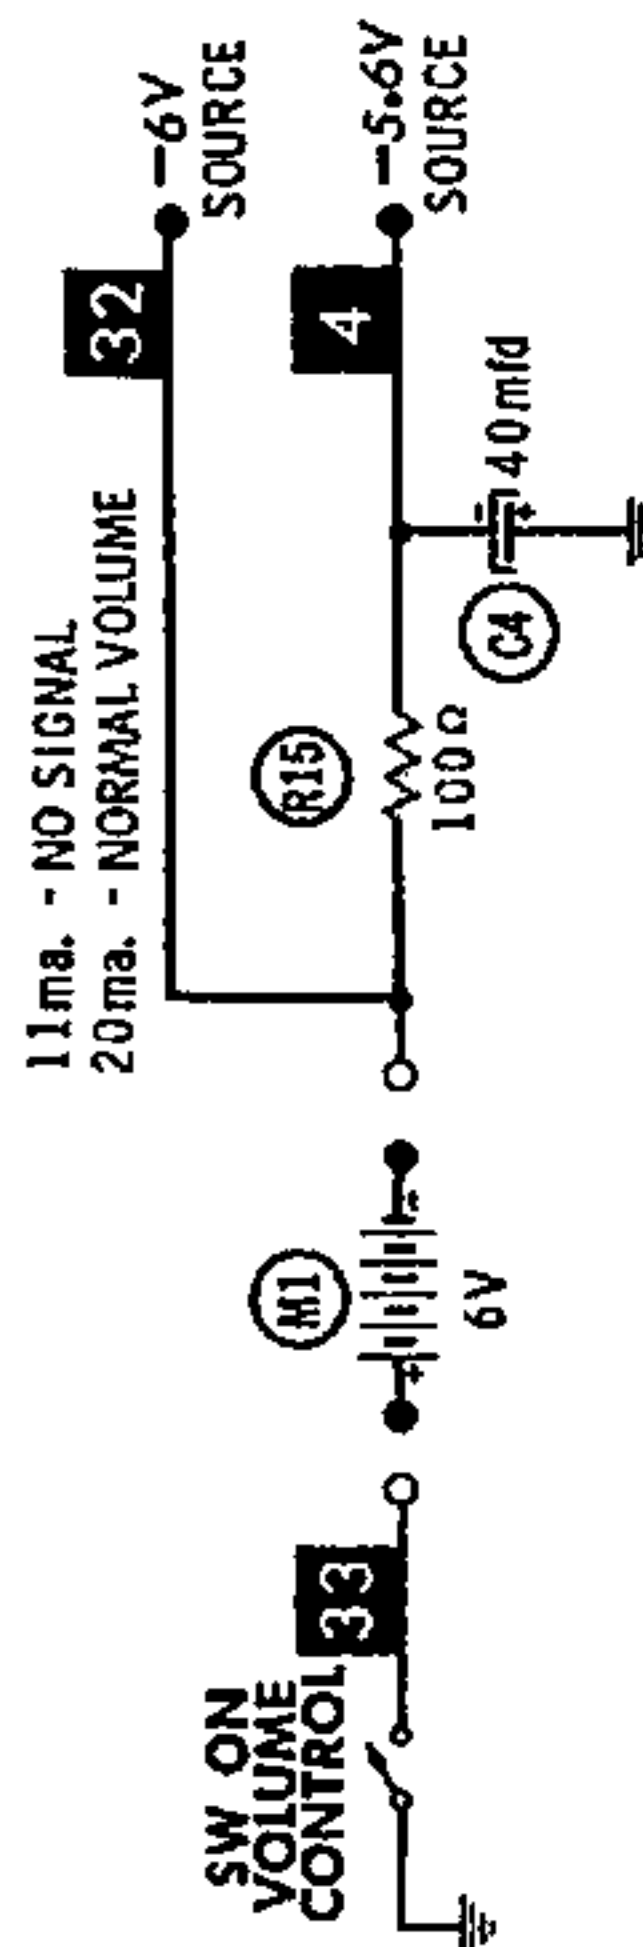 11ma. - NO SIGNAL
20ma. - NORMAL VOLUME
32
-6V
SOURCE
SW ON
VOLUME
CONTROL
33
M1
+
-
6V
R15
100Ω
4
-5.6V
SOURCE
C4
-
+
40mfd